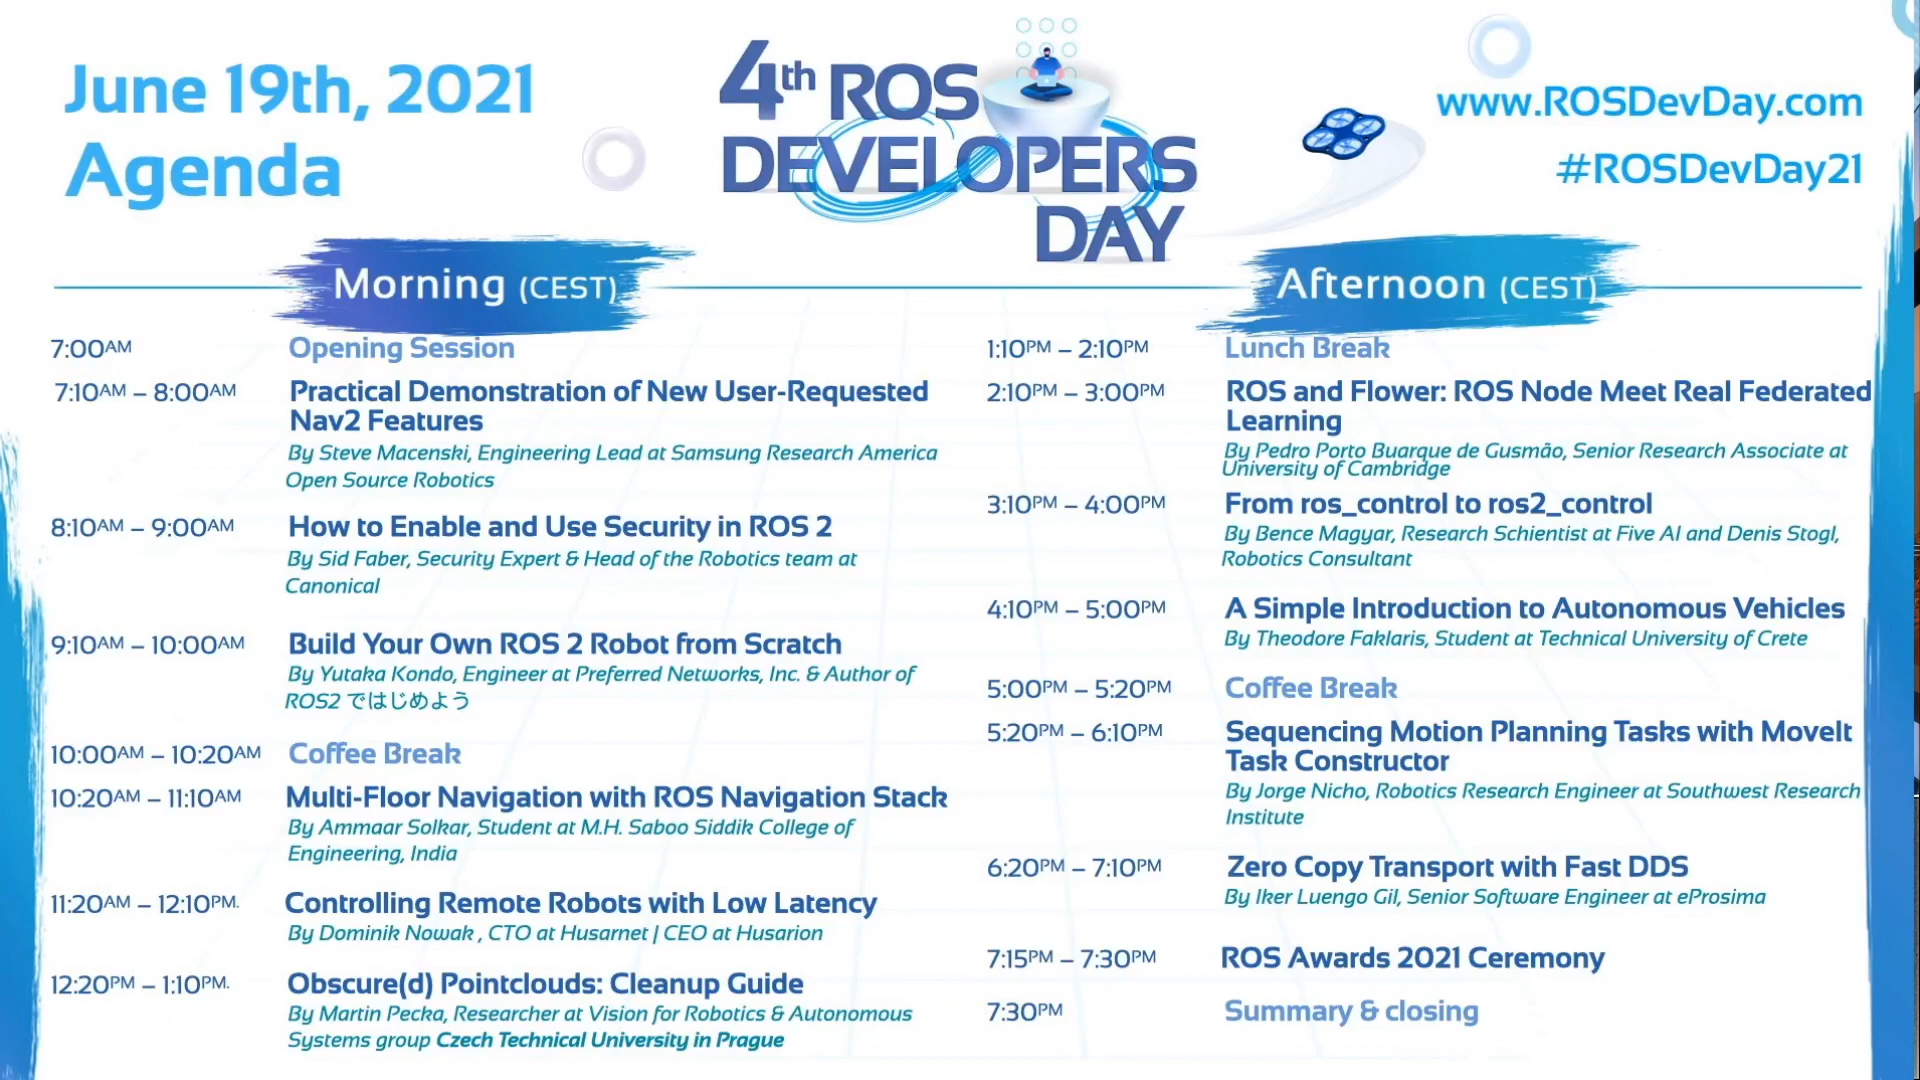 June 19th, 2021
Agenda
4th ROS
DEVELOPERS
DAY
www.ROSDevDay.com
#ROSDevDay21
Morning (CEST)
7:00AM Opening Session
7:10AM – 8:00AM Practical Demonstration of New User-Requested
Nav2 Features
By Steve Macenski, Engineering Lead at Samsung Research America
Open Source Robotics
8:10AM – 9:00AM How to Enable and Use Security in ROS 2
By Sid Faber, Security Expert & Head of the Robotics team at
Canonical
9:10AM – 10:00AM Build Your Own ROS 2 Robot from Scratch
By Yutaka Kondo, Engineer at Preferred Networks, Inc. & Author of
ROS2 ではじめよう
10:00AM – 10:20AM Coffee Break
10:20AM – 11:10AM Multi-Floor Navigation with ROS Navigation Stack
By Ammaar Solkar, Student at M.H. Saboo Siddik College of
Engineering, India
11:20AM – 12:10PM. Controlling Remote Robots with Low Latency
By Dominik Nowak , CTO at Husarnet | CEO at Husarion
12:20PM – 1:10PM. Obscure(d) Pointclouds: Cleanup Guide
By Martin Pecka, Researcher at Vision for Robotics & Autonomous
Systems group Czech Technical University in Prague
Afternoon (CEST)
1:10PM – 2:10PM Lunch Break
2:10PM – 3:00PM ROS and Flower: ROS Node Meet Real Federated
Learning
By Pedro Porto Buarque de Gusmão, Senior Research Associate at
University of Cambridge
3:10PM – 4:00PM From ros_control to ros2_control
By Bence Magyar, Research Schientist at Five AI and Denis Stogl,
Robotics Consultant
4:10PM – 5:00PM A Simple Introduction to Autonomous Vehicles
By Theodore Faklaris, Student at Technical University of Crete
5:00PM – 5:20PM Coffee Break
5:20PM – 6:10PM Sequencing Motion Planning Tasks with MoveIt
Task Constructor
By Jorge Nicho, Robotics Research Engineer at Southwest Research
Institute
6:20PM – 7:10PM Zero Copy Transport with Fast DDS
By Iker Luengo Gil, Senior Software Engineer at eProsima
7:15PM – 7:30PM ROS Awards 2021 Ceremony
7:30PM Summary & closing